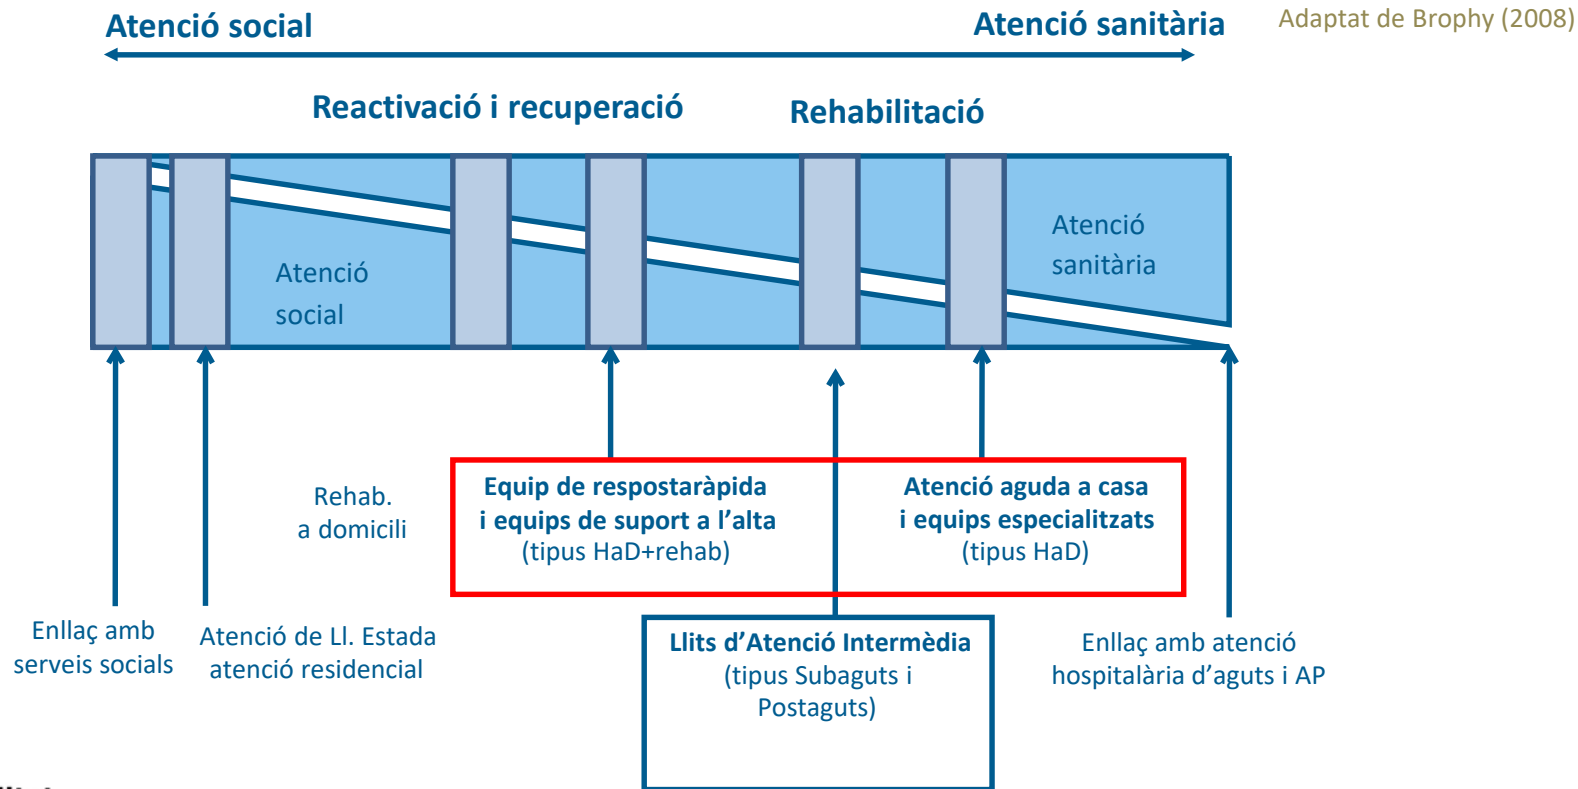 Atenció social
Atenció sanitària
Adaptat de Brophy (2008)
Reactivació i recuperació
Rehabilitació
Atenció
social
Atenció
sanitària
Rehab.
a domicili
Equip de respostaràpida
i equips de suport a l’alta
(tipus HaD+rehab)
Atenció aguda a casa
i equips especialitzats
(tipus HaD)
Enllaç amb
serveis socials
Atenció de Ll. Estada
atenció residencial
Llits d’Atenció Intermèdia
(tipus Subaguts i
Postaguts)
Enllaç amb atenció
hospitalària d’aguts i AP